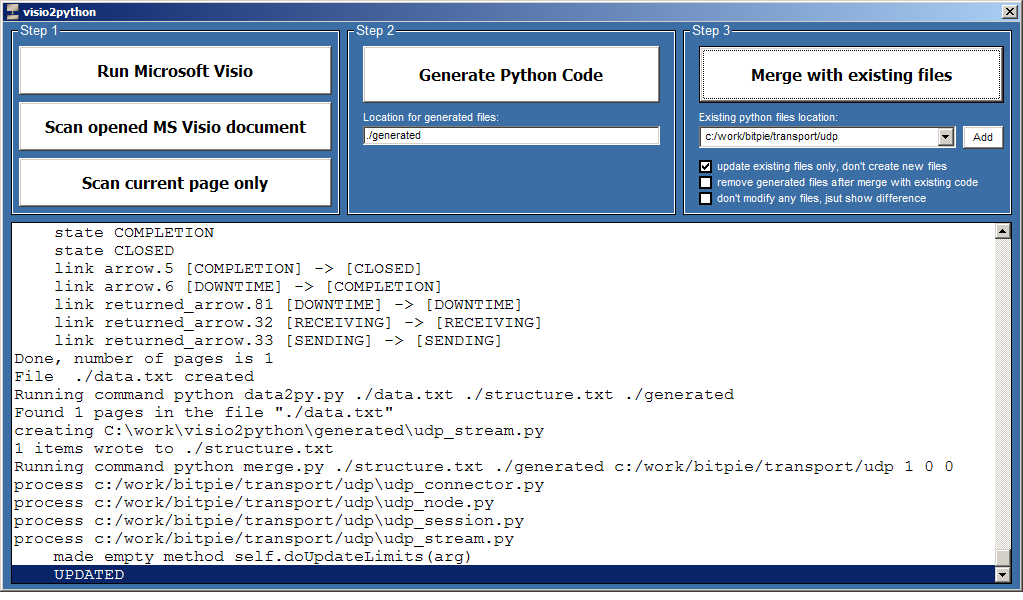 visio2python
Step 1
Run Microsoft Visio
Scan opened MS Visio document
Scan current page only
Step 2
Generate Python Code
Location for generated files:
./generated
Step 3
Merge with existing files
Existing python files location:
c:/work/bitpie/transport/udp
Add
update existing files only, don't create new files
remove generated files after merge with existing code
don't modify any files, jsut show difference
state COMPLETION
state CLOSED
link arrow.5 [COMPLETION] -> [CLOSED]
link arrow.6 [DOWNTIME] -> [COMPLETION]
link returned_arrow.81 [DOWNTIME] -> [DOWNTIME]
link returned_arrow.32 [RECEIVING] -> [RECEIVING]
link returned_arrow.33 [SENDING] -> [SENDING]
Done, number of pages is 1
File  ./data.txt created
Running command python data2py.py ./data.txt ./structure.txt ./generated
Found 1 pages in the file "./data.txt"
creating C:\work\visio2python\generated\udp_stream.py
1 items wrote to ./structure.txt
Running command python merge.py ./structure.txt ./generated c:/work/bitpie/transport/udp 1 0 0
process c:/work/bitpie/transport/udp\udp_connector.py
process c:/work/bitpie/transport/udp\udp_node.py
process c:/work/bitpie/transport/udp\udp_session.py
process c:/work/bitpie/transport/udp\udp_stream.py
made empty method self.doUpdateLimits(arg)
UPDATED